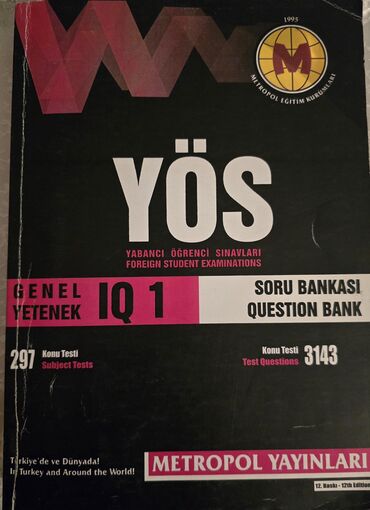 1995
METROPOL EĞİTİM KURUMLARI
M
YÖS
YABANCI ÖĞRENCİ SINAVLARI
FOREIGN STUDENT EXAMINATIONS
GENEL
YETENEK
IQ 1
SORU BANKASI
QUESTION BANK
297 Konu Testi
Subject Tests
Konu Testi 3143
Test Questions
Türkiye'de ve Dünyada!
In Turkey and Around the World!
METROPOL YAYINLARI
12. Baskı - 12th Edition